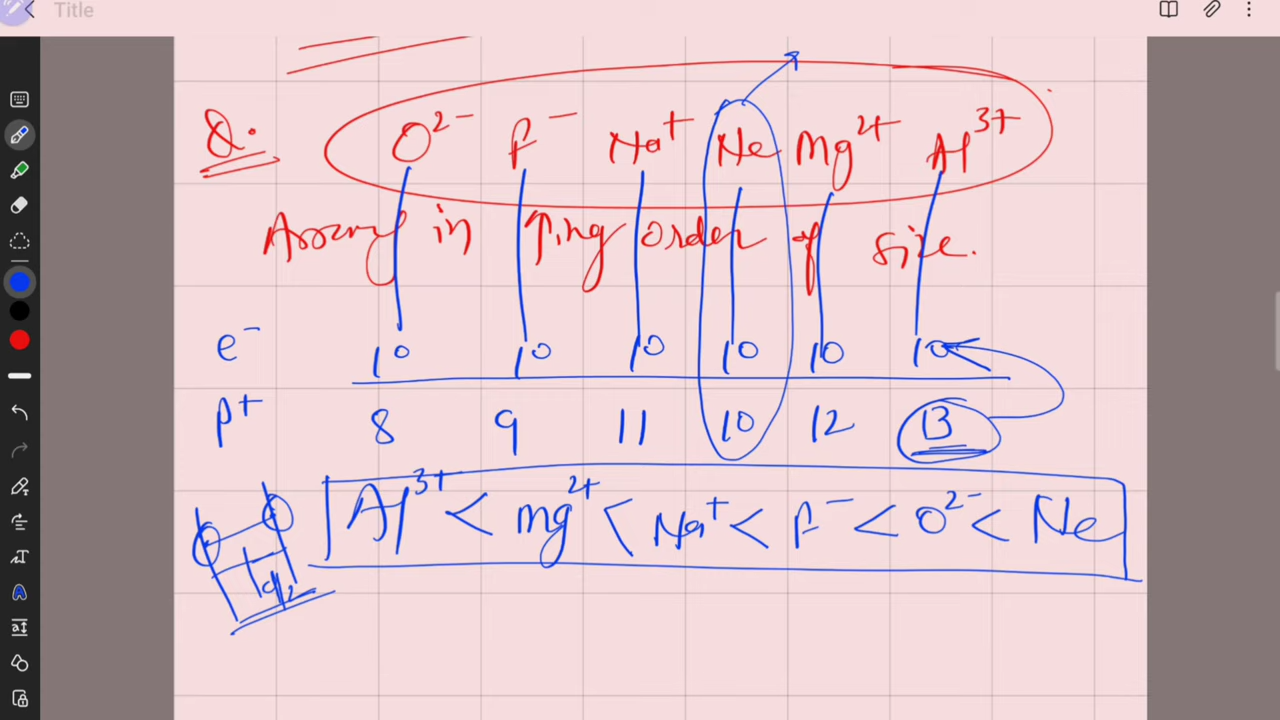 Title
Q. O²⁻ F⁻ Na⁺ Ne Mg²⁺ Al³⁺
Arrange in ↑ing order of size.
e⁻ 10 10 10 10 10 10
p⁺ 8 9 11 10 12 13
Al³⁺ < mg²⁺ < Na⁺ < F⁻ < O²⁻ < Ne